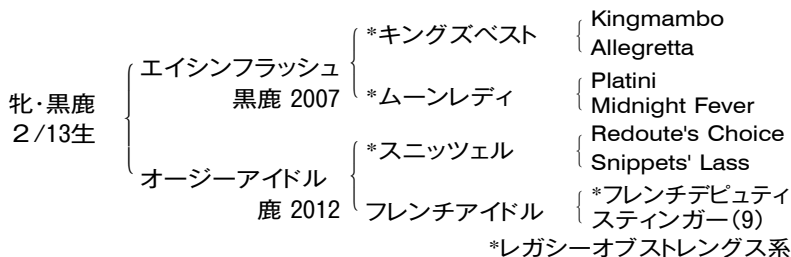 牝・黒鹿
２/13生
エイシンフラッシュ
黒鹿 2007
オージーアイドル
鹿 2012
*キングズベスト
*ムーンレディ
*スニッツェル
フレンチアイドル
Kingmambo
Allegretta
Platini
Midnight Fever
Redoute's Choice
Snippets' Lass
*フレンチデピュティ
スティンガー(9)
*レガシーオブストレングス系